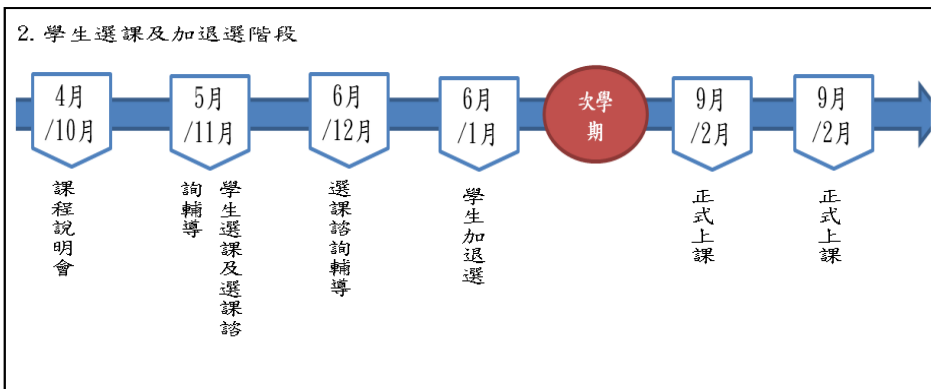 2. 學生選課及加退選階段
4月
/10月
5月
/11月
6月
/12月
6月
/1月
次學
期
9月
/2月
9月
/2月
課程說明會
學生選課及選課諮
詢輔導
選課諮詢輔導
學生加退選
正式上課
正式上課